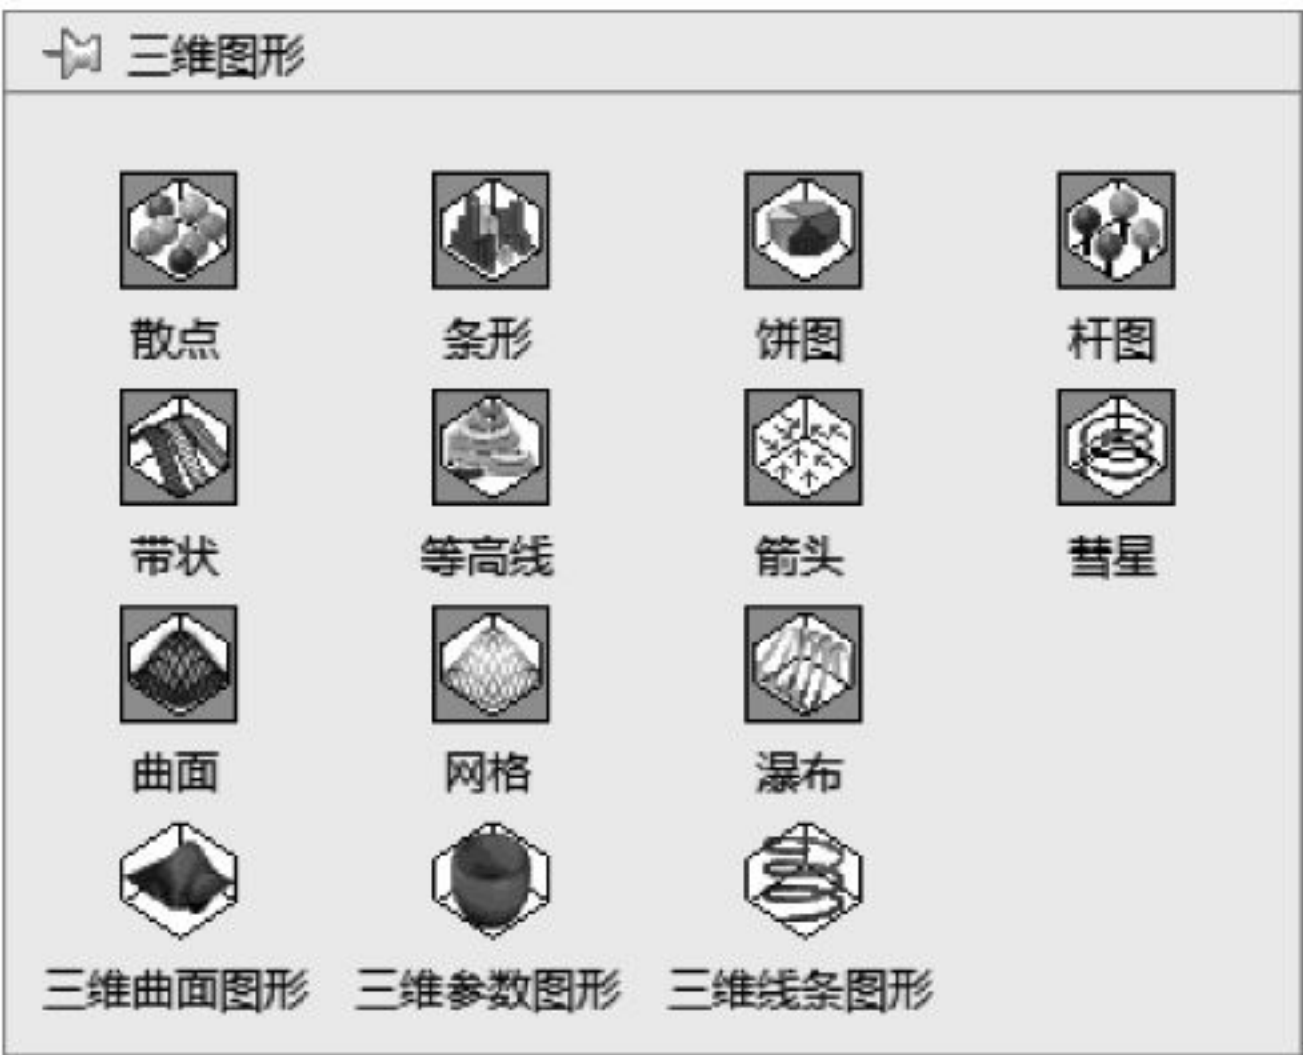 三维图形
散点 条形 饼图 杆图
带状 等高线 箭头 彗星
曲面 网格 瀑布
三维曲面图形 三维参数图形 三维线条图形